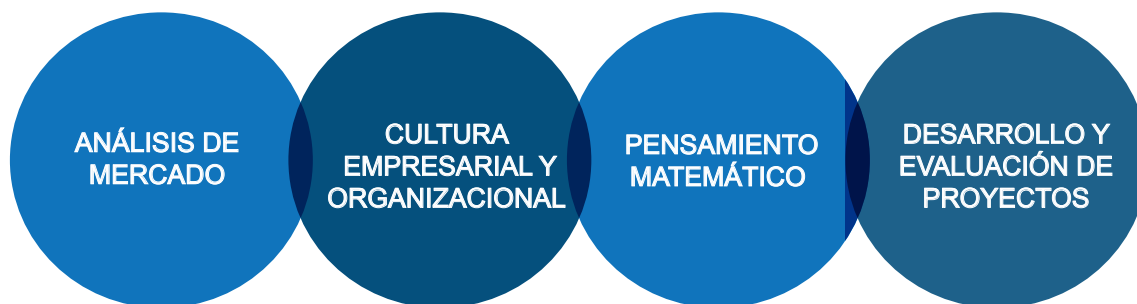 ANÁLISIS DE
MERCADO
CULTURA
EMPRESARIAL Y
ORGANIZACIONAL
PENSAMIENTO
MATEMÁTICO
DESARROLLO Y
EVALUACIÓN DE
PROYECTOS